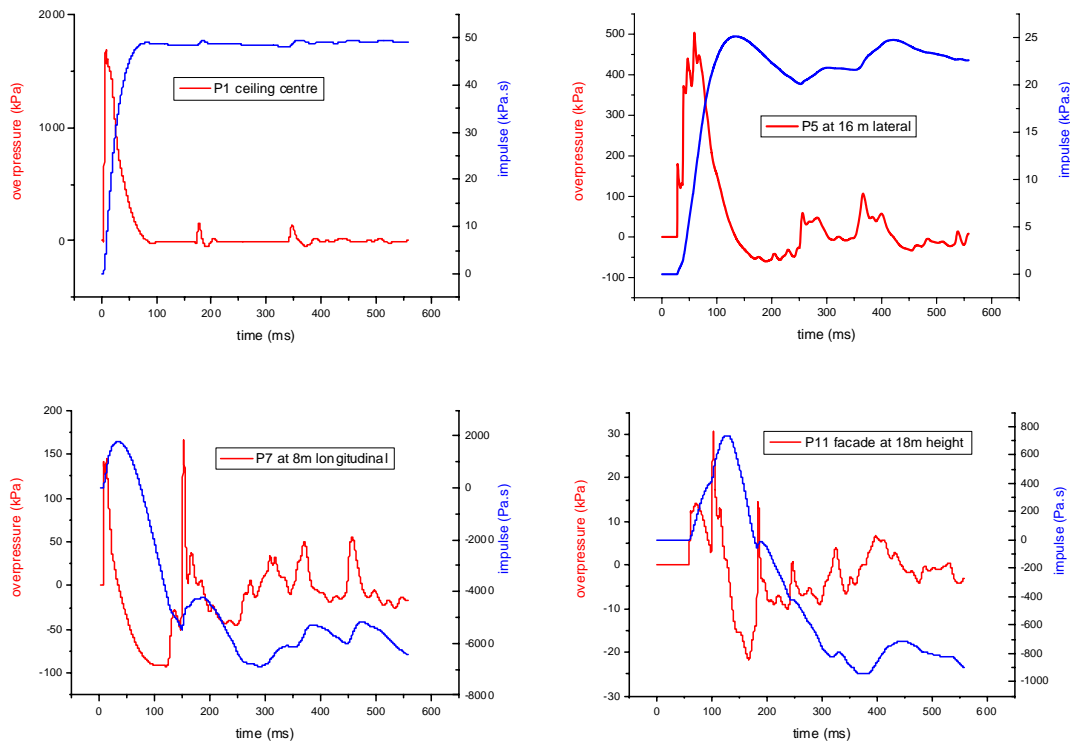 2000
1000
0
50
40
30
20
10
0
0 100 200 300 400 500 600
overpressure (kPa)
impulse (kPa.s)
time (ms)
P1 ceiling centre
500
400
300
200
100
0
-100
25
20
15
10
5
0
0 100 200 300 400 500 600
overpressure (kPa)
impulse (kPa.s)
time (ms)
P5 at 16 m lateral
200
150
100
50
0
-50
-100
2000
0
-2000
-4000
-6000
-8000
0 100 200 300 400 500 600
overpressure (kPa)
impulse (Pa.s)
time (ms)
P7 at 8m longitudinal
30
20
10
0
-10
-20
-30
800
600
400
200
0
-200
-400
-600
-800
-1000
0 100 200 300 400 500 600
overpressure (kPa)
impulse (Pa.s)
time (ms)
P11 facade at 18m height